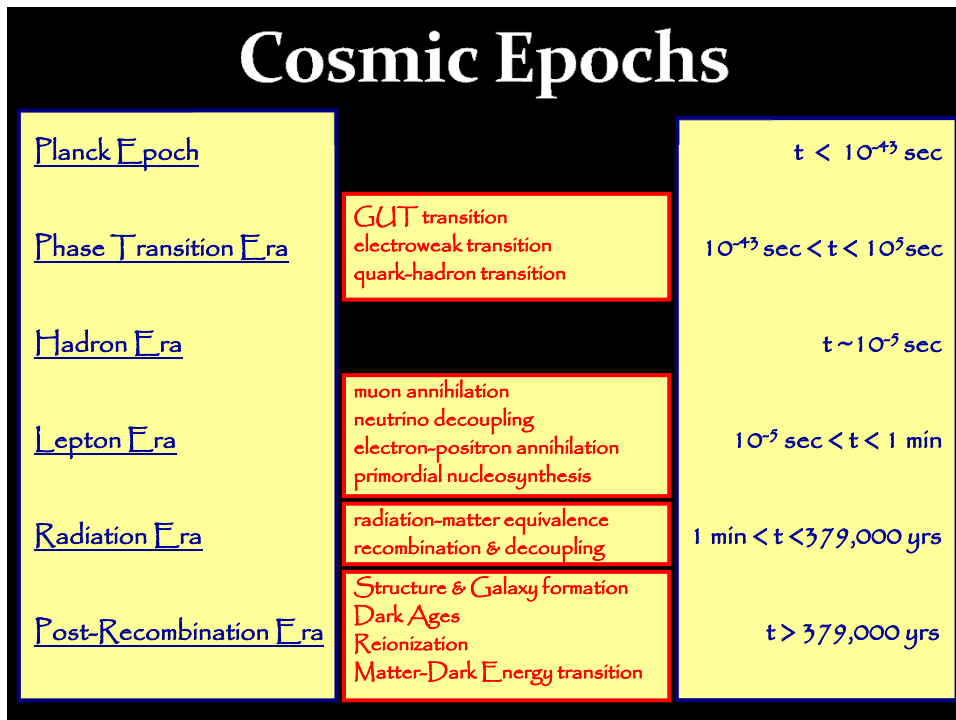 Cosmic Epochs
Planck Epoch
t < 10⁻⁴³ sec
GUT transition
electroweak transition
quark-hadron transition
Phase Transition Era
10⁻⁴³ sec < t < 10⁵sec
Hadron Era
t ~10⁻⁵ sec
muon annihilation
neutrino decoupling
electron-positron annihilation
primordial nucleosynthesis
Lepton Era
10⁻⁵ sec < t < 1 min
radiation-matter equivalence
recombination & decoupling
Radiation Era
1 min < t <379,000 yrs
Structure & Galaxy formation
Dark Ages
Reionization
Matter-Dark Energy transition
Post-Recombination Era
t > 379,000 yrs